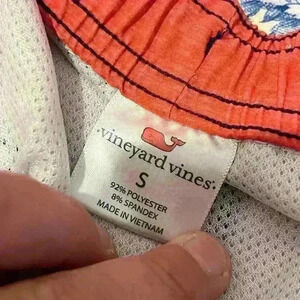 vineyard vines®
S
92% POLYESTER
8% SPANDEX
MADE IN VIETNAM